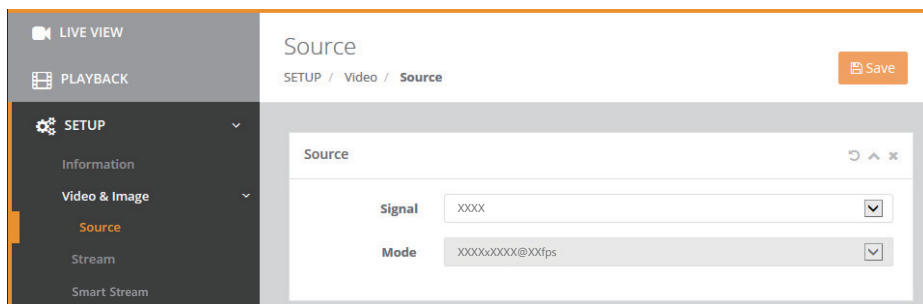 LIVE VIEW
PLAYBACK
SETUP
Information
Video & Image
Source
Stream
Smart Stream
Source
SETUP / Video / Source
Save
Source
Signal XXXX
Mode XXXXxXXXX@XXfps